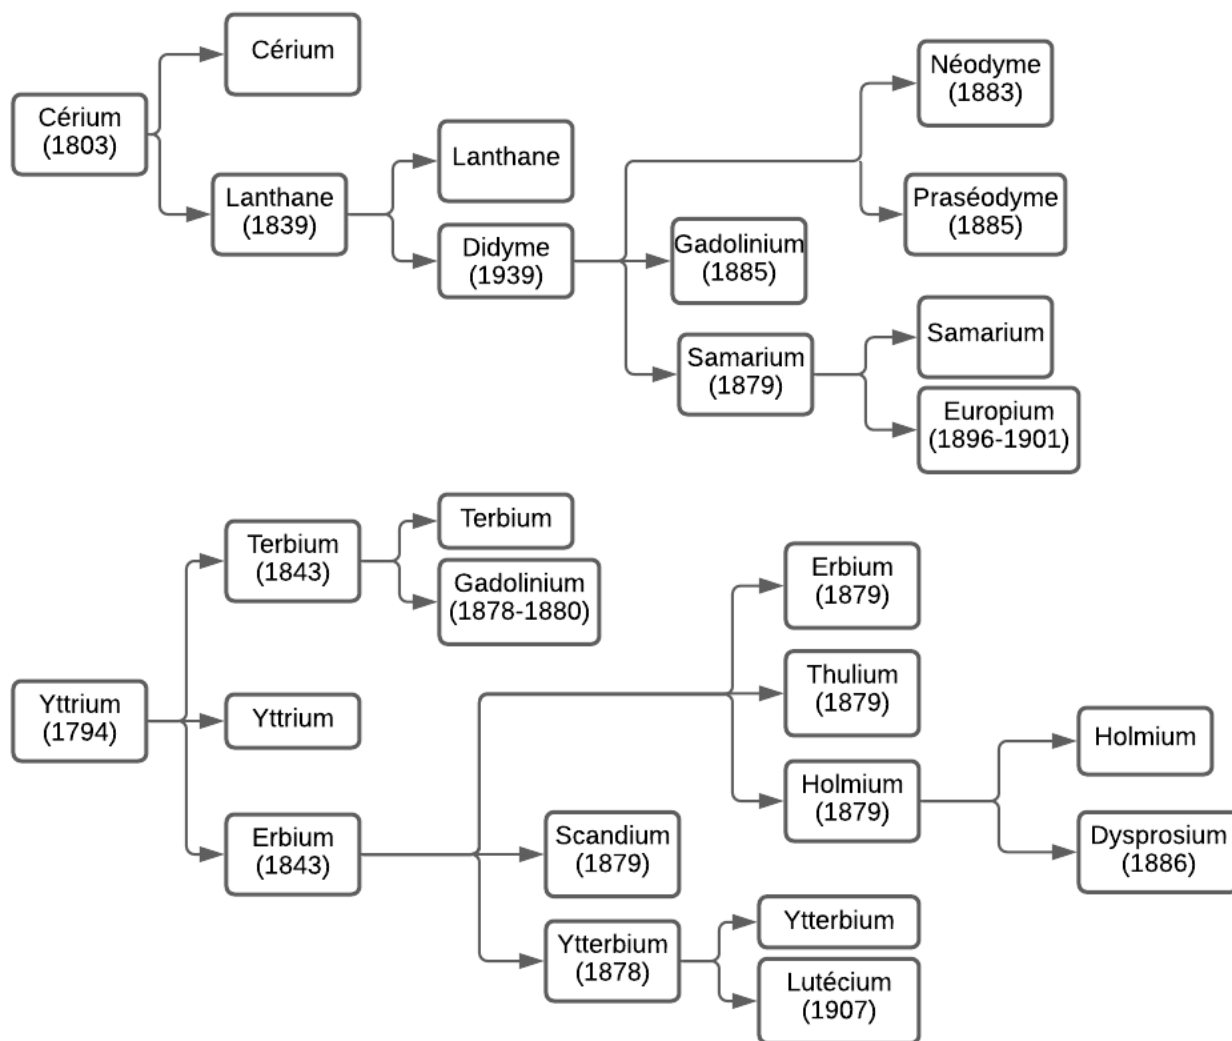 Cérium
Cérium
(1803)
Lanthane
(1839)
Lanthane
Didyme
(1939)
Néodyme
(1883)
Praséodyme
(1885)
Gadolinium
(1885)
Samarium
(1879)
Samarium
Europium
(1896-1901)
Yttrium
(1794)
Terbium
(1843)
Terbium
Gadolinium
(1878-1880)
Yttrium
Erbium
(1843)
Erbium
(1879)
Thulium
(1879)
Holmium
(1879)
Holmium
Dysprosium
(1886)
Scandium
(1879)
Ytterbium
(1878)
Ytterbium
Lutécium
(1907)